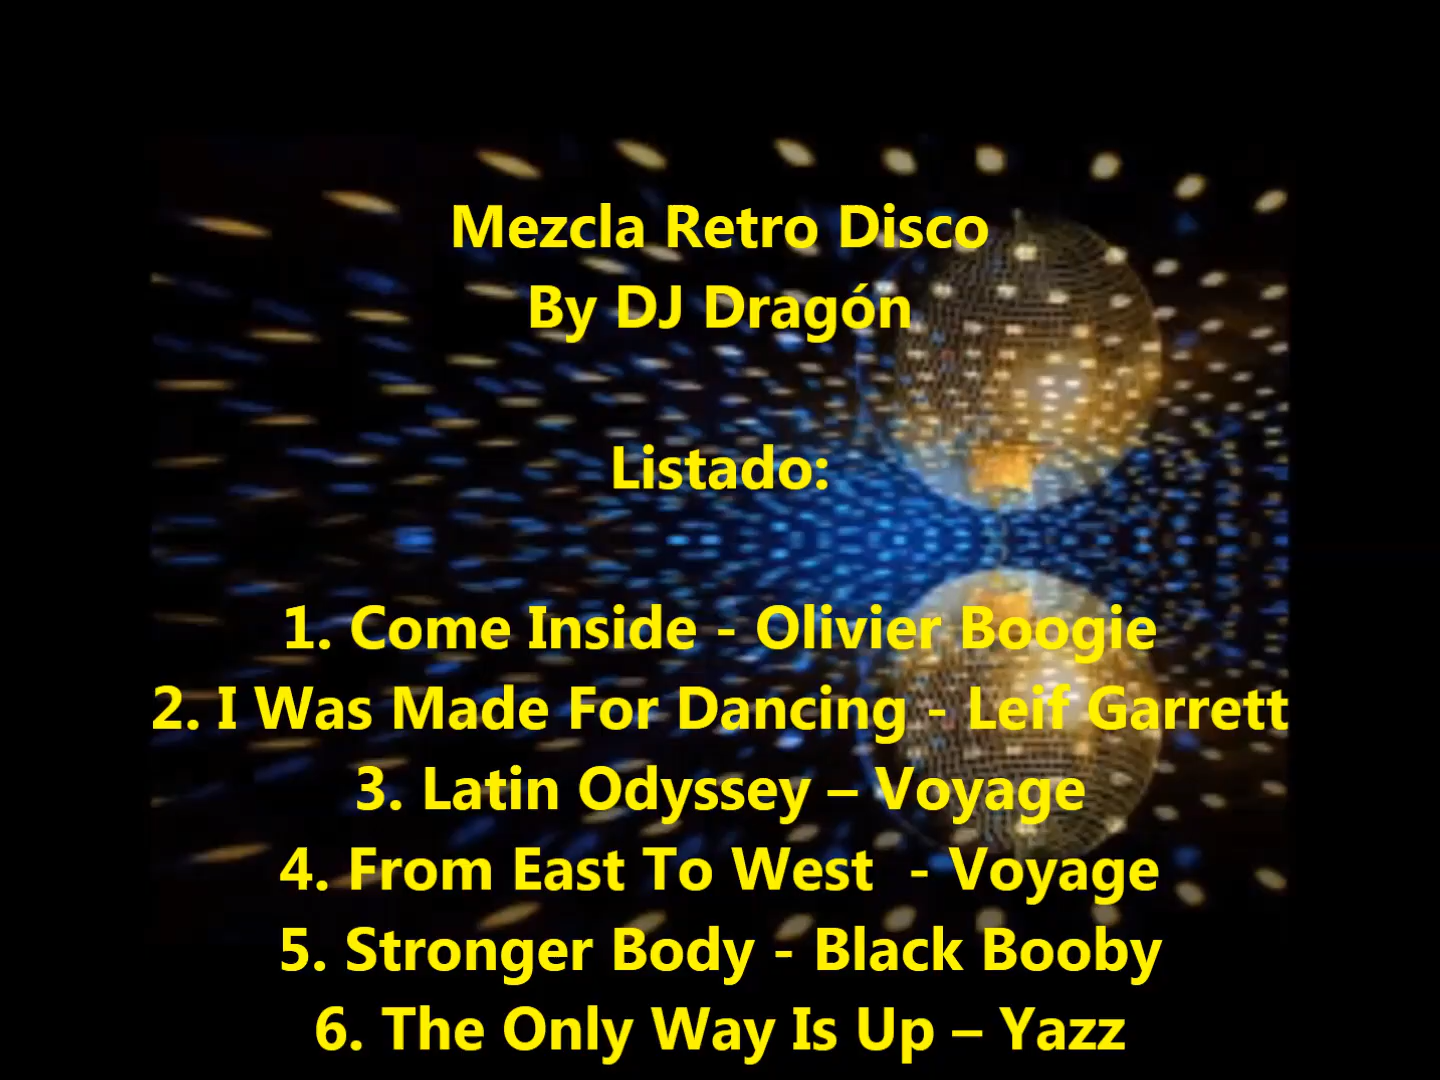 Mezcla Retro Disco
By DJ Dragón
Listado:
1. Come Inside - Olivier Boogie
2. I Was Made For Dancing - Leif Garrett
3. Latin Odyssey – Voyage
4. From East To West  - Voyage
5. Stronger Body - Black Booby
6. The Only Way Is Up – Yazz